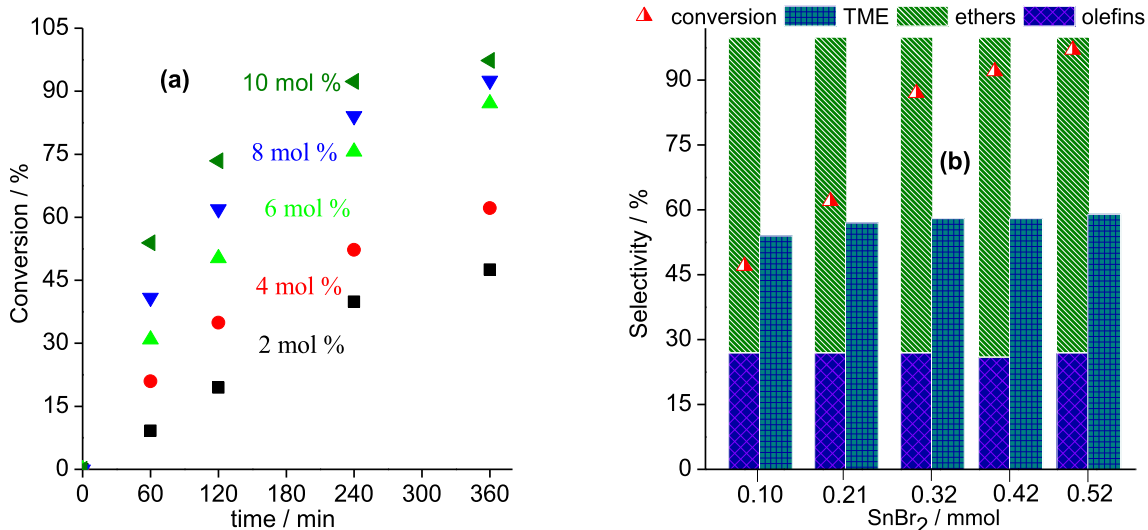 conversion TME ethers olefins
105
90
75
60
45
30
15
0
Conversion / %
(a)
10 mol %
8 mol %
6 mol %
4 mol %
2 mol %
0 60 120 180 240 300 360
time / min
90
75
60
45
30
15
0
Selectivity / %
(b)
0.10 0.21 0.32 0.42 0.52
SnBr2 / mmol